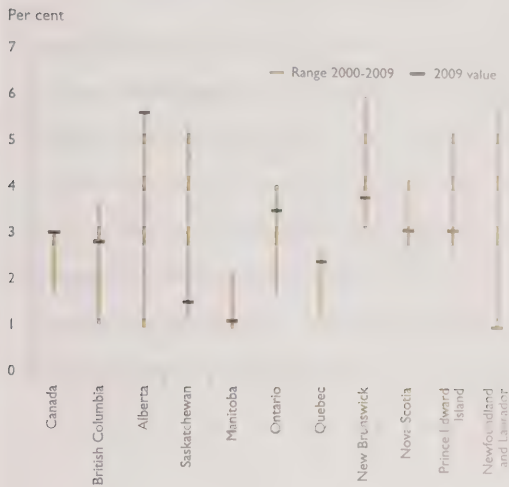 Per cent
7
Range 2000-2009
2009 value
6
5
4
3
2
1
0
Canada
British Columbia
Alberta
Saskatchewan
Manitoba
Ontario
Quebec
New Brunswick
Nova Scotia
Prince Edward
Island
Newfoundland
and Labrador